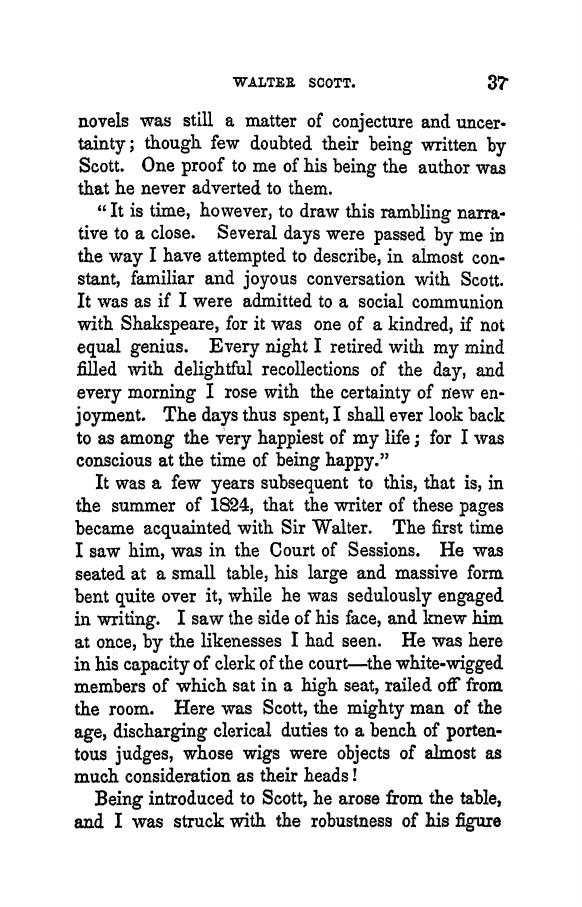 WALTER SCOTT. 37
novels was still a matter of conjecture and uncer-
tainty; though few doubted their being written by
Scott. One proof to me of his being the author was
that he never adverted to them.
"It is time, however, to draw this rambling narra-
tive to a close. Several days were passed by me in
the way I have attempted to describe, in almost con-
stant, familiar and joyous conversation with Scott.
It was as if I were admitted to a social communion
with Shakspeare, for it was one of a kindred, if not
equal genius. Every night I retired with my mind
filled with delightful recollections of the day, and
every morning I rose with the certainty of new en-
joyment. The days thus spent, I shall ever look back
to as among the very happiest of my life; for I was
conscious at the time of being happy."
It was a few years subsequent to this, that is, in
the summer of 1824, that the writer of these pages
became acquainted with Sir Walter. The first time
I saw him, was in the Court of Sessions. He was
seated at a small table, his large and massive form
bent quite over it, while he was sedulously engaged
in writing. I saw the side of his face, and knew him
at once, by the likenesses I had seen. He was here
in his capacity of clerk of the court—the white-wigged
members of which sat in a high seat, railed off from
the room. Here was Scott, the mighty man of the
age, discharging clerical duties to a bench of porten-
tous judges, whose wigs were objects of almost as
much consideration as their heads!
Being introduced to Scott, he arose from the table,
and I was struck with the robustness of his figure